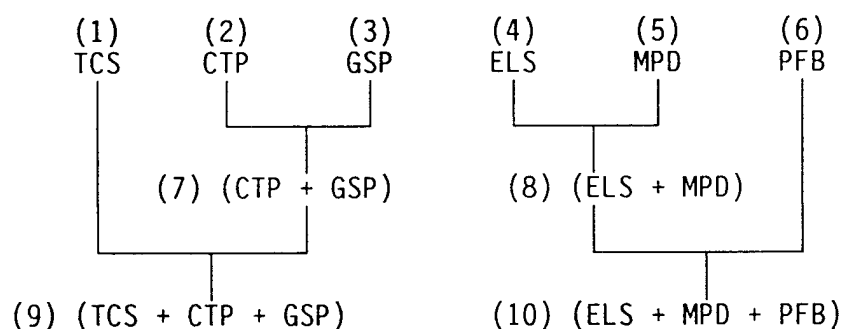 (1) (2) (3) (4) (5) (6)
TCS CTP GSP ELS MPD PFB
(7) (CTP + GSP) (8) (ELS + MPD)
(9) (TCS + CTP + GSP) (10) (ELS + MPD + PFB)